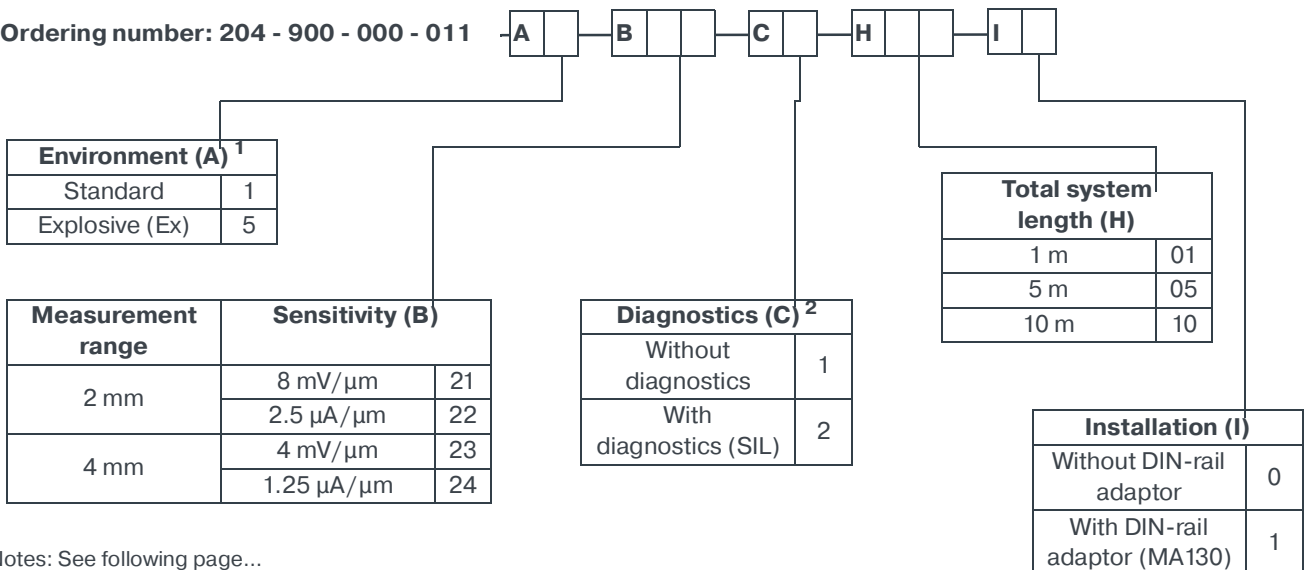 Ordering number: 204 - 900 - 000 - 011 - A B C H I
Environment (A) 1
Standard 1
Explosive (Ex) 5
Measurement range Sensitivity (B)
2 mm 8 mV/µm 21
2.5 µA/µm 22
4 mm 4 mV/µm 23
1.25 µA/µm 24
Diagnostics (C) 2
Without
diagnostics 1
With
diagnostics (SIL) 2
Total system
length (H)
1 m 01
5 m 05
10 m 10
Installation (I)
Without DIN-rail
adaptor 0
With DIN-rail
adaptor (MA130) 1
Notes: See following page...